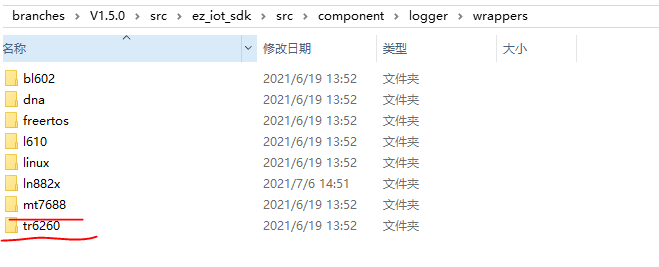 branches > V1.5.0 > src > ez_iot_sdk > src > component > logger > wrappers
名称 修改日期 类型 大小
bl602 2021/6/19 13:52 文件夹
dna 2021/6/19 13:52 文件夹
freertos 2021/6/19 13:52 文件夹
l610 2021/6/19 13:52 文件夹
linux 2021/6/19 13:52 文件夹
ln882x 2021/7/6 14:51 文件夹
mt7688 2021/6/19 13:52 文件夹
tr6260 2021/6/19 13:52 文件夹